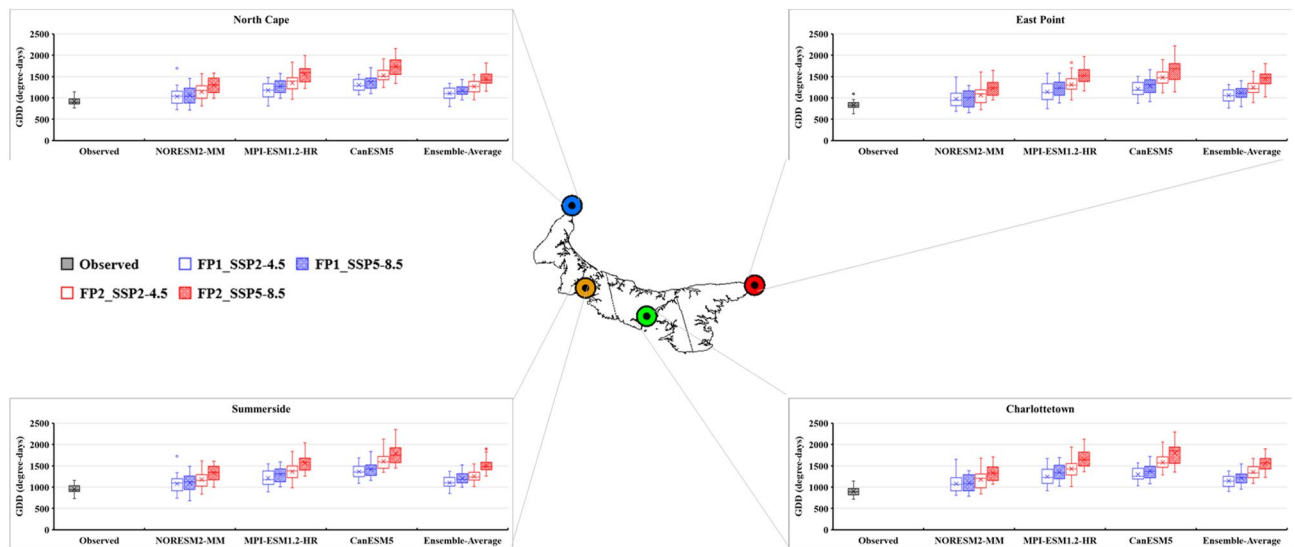 North Cape
GDD (degree-days)
2500
2000
1500
1000
500
0
Observed NORESM2-MM MPI-ESM1.2-HR CanESM5 Ensemble-Average
East Point
GDD (degree-days)
2500
2000
1500
1000
500
0
Observed NORESM2-MM MPI-ESM1.2-HR CanESM5 Ensemble-Average
Observed FP1_SSP2-4.5 FP1_SSP5-8.5
FP2_SSP2-4.5 FP2_SSP5-8.5
Summerside
GDD (degree-days)
2500
2000
1500
1000
500
0
Observed NORESM2-MM MPI-ESM1.2-HR CanESM5 Ensemble-Average
Charlottetown
GDD (degree-days)
2500
2000
1500
1000
500
0
Observed NORESM2-MM MPI-ESM1.2-HR CanESM5 Ensemble-Average